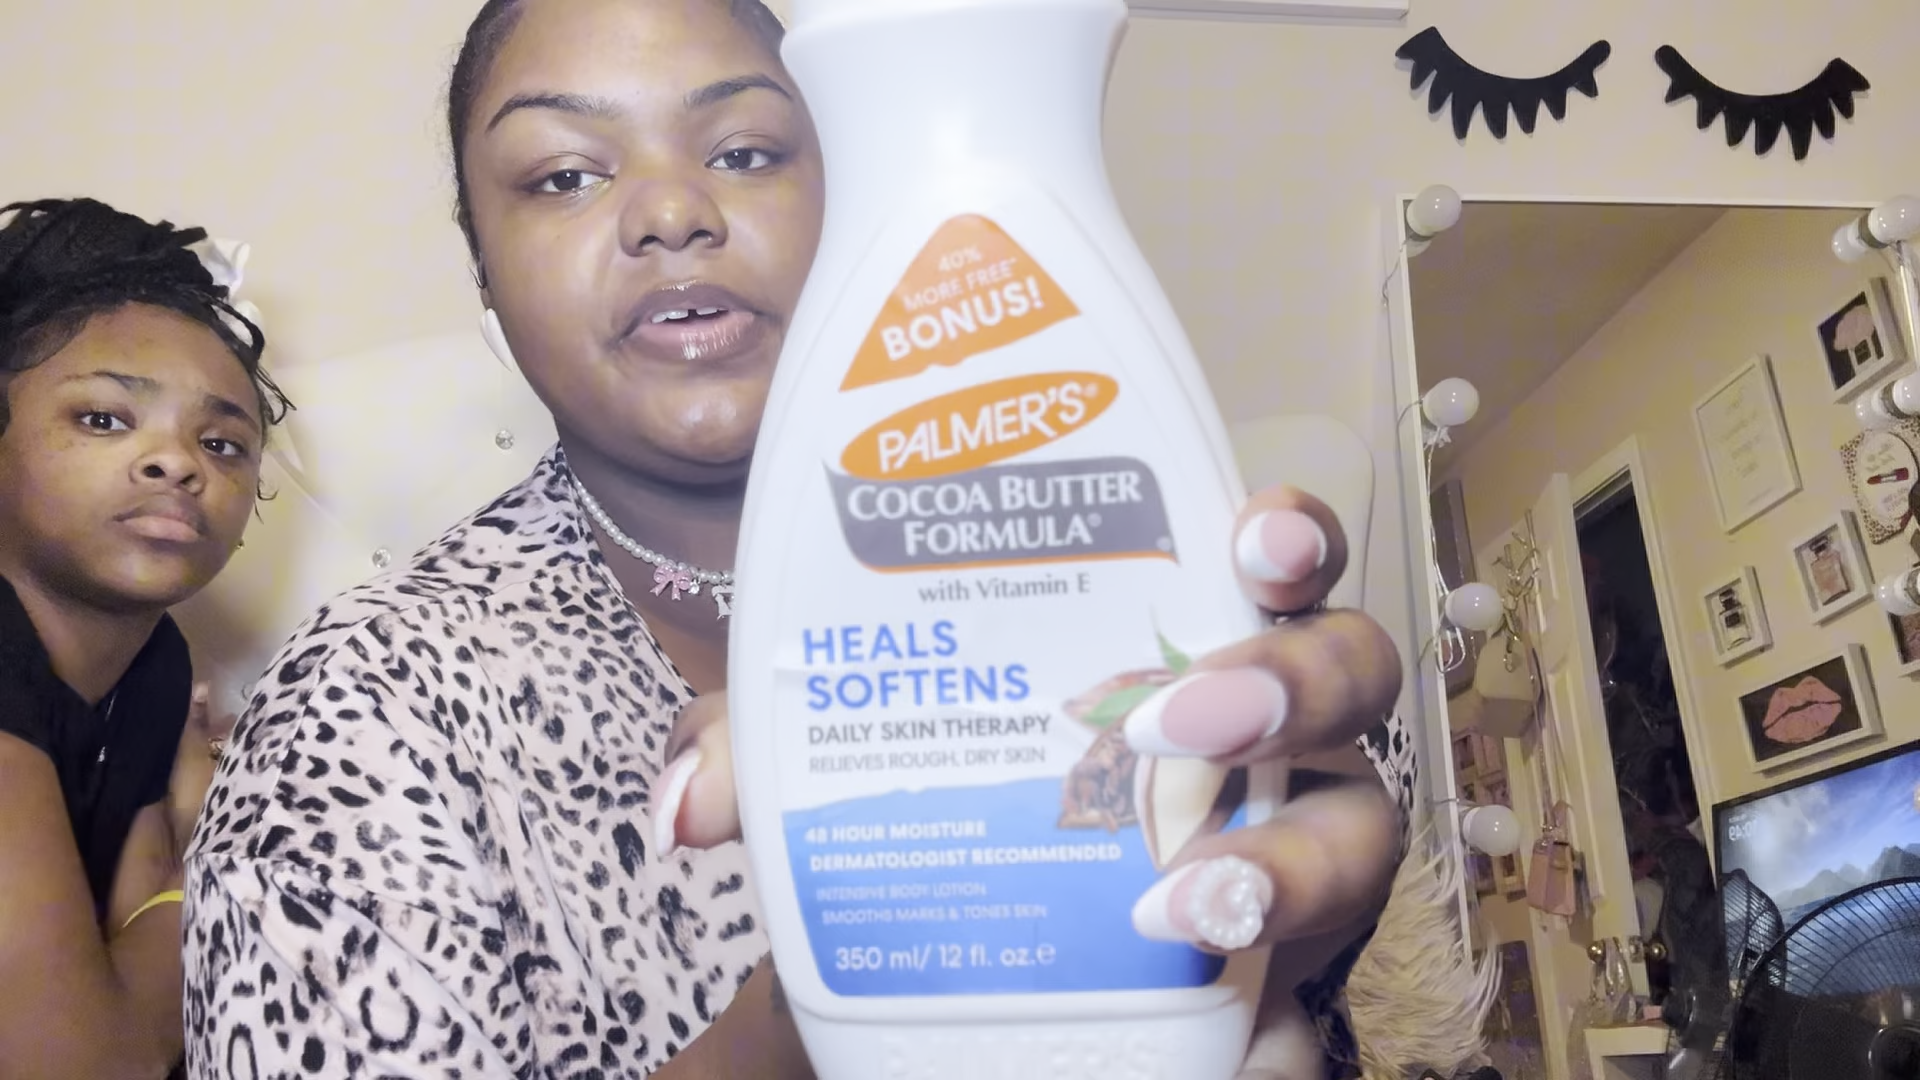 40%
MORE FREE*
BONUS!
PALMER'S®
COCOA BUTTER
FORMULA®
with Vitamin E
HEALS
SOFTENS
DAILY SKIN THERAPY
RELIEVES ROUGH, DRY SKIN
48 HOUR MOISTURE
DERMATOLOGIST RECOMMENDED
INTENSIVE BODY LOTION
SMOOTHS MARKS & TONES SKIN
350 ml/ 12 fl. oz.℮